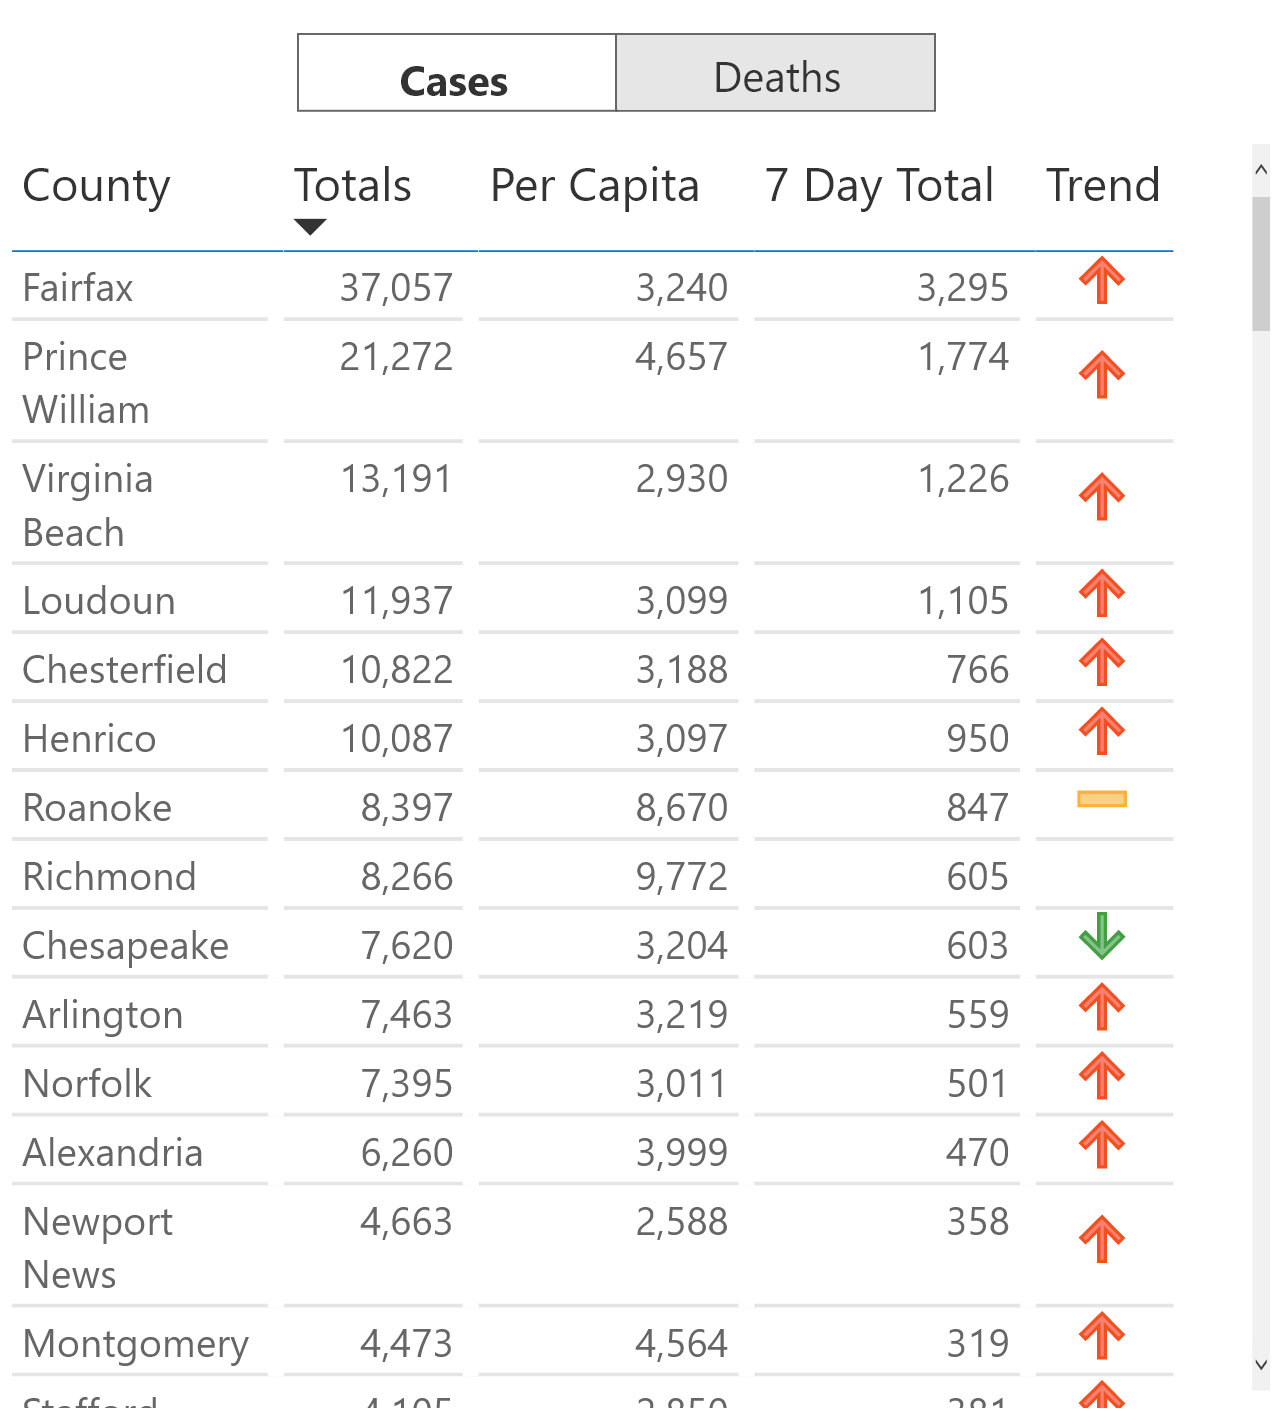 Cases Deaths
County Totals Per Capita 7 Day Total Trend
Fairfax 37,057 3,240 3,295
Prince 21,272 4,657 1,774
William
Virginia 13,191 2,930 1,226
Beach
Loudoun 11,937 3,099 1,105
Chesterfield 10,822 3,188 766
Henrico 10,087 3,097 950
Roanoke 8,397 8,670 847
Richmond 8,266 9,772 605
Chesapeake 7,620 3,204 603
Arlington 7,463 3,219 559
Norfolk 7,395 3,011 501
Alexandria 6,260 3,999 470
Newport 4,663 2,588 358
News
Montgomery 4,473 4,564 319
Stafford